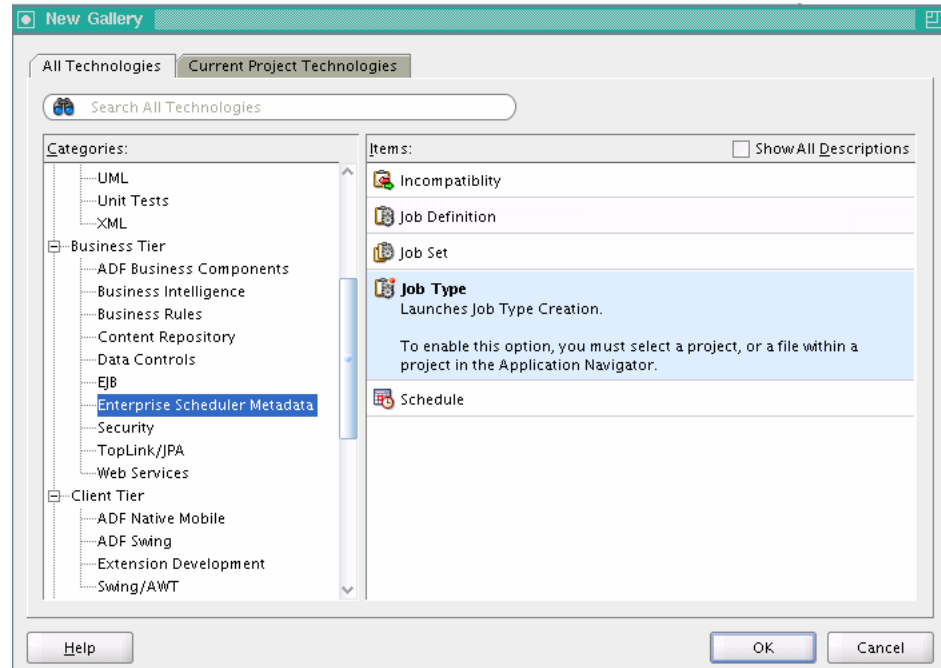 New Gallery
All Technologies
Current Project Technologies
Search All Technologies
Categories:
UML
Unit Tests
XML
Business Tier
ADF Business Components
Business Intelligence
Business Rules
Content Repository
Data Controls
EJB
Enterprise Scheduler Metadata
Security
TopLink/JPA
Web Services
Client Tier
ADF Native Mobile
ADF Swing
Extension Development
Swing/AWT
Items:
Show All Descriptions
Incompatiblity
Job Definition
Job Set
Job Type
Launches Job Type Creation.
To enable this option, you must select a project, or a file within a
project in the Application Navigator.
Schedule
Help
OK
Cancel